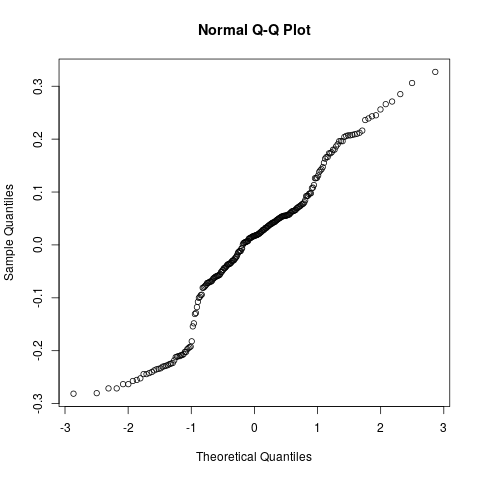 Normal Q-Q Plot
Sample Quantiles
0.3
0.2
0.1
0.0
-0.1
-0.2
-0.3
-3 -2 -1 0 1 2 3
Theoretical Quantiles